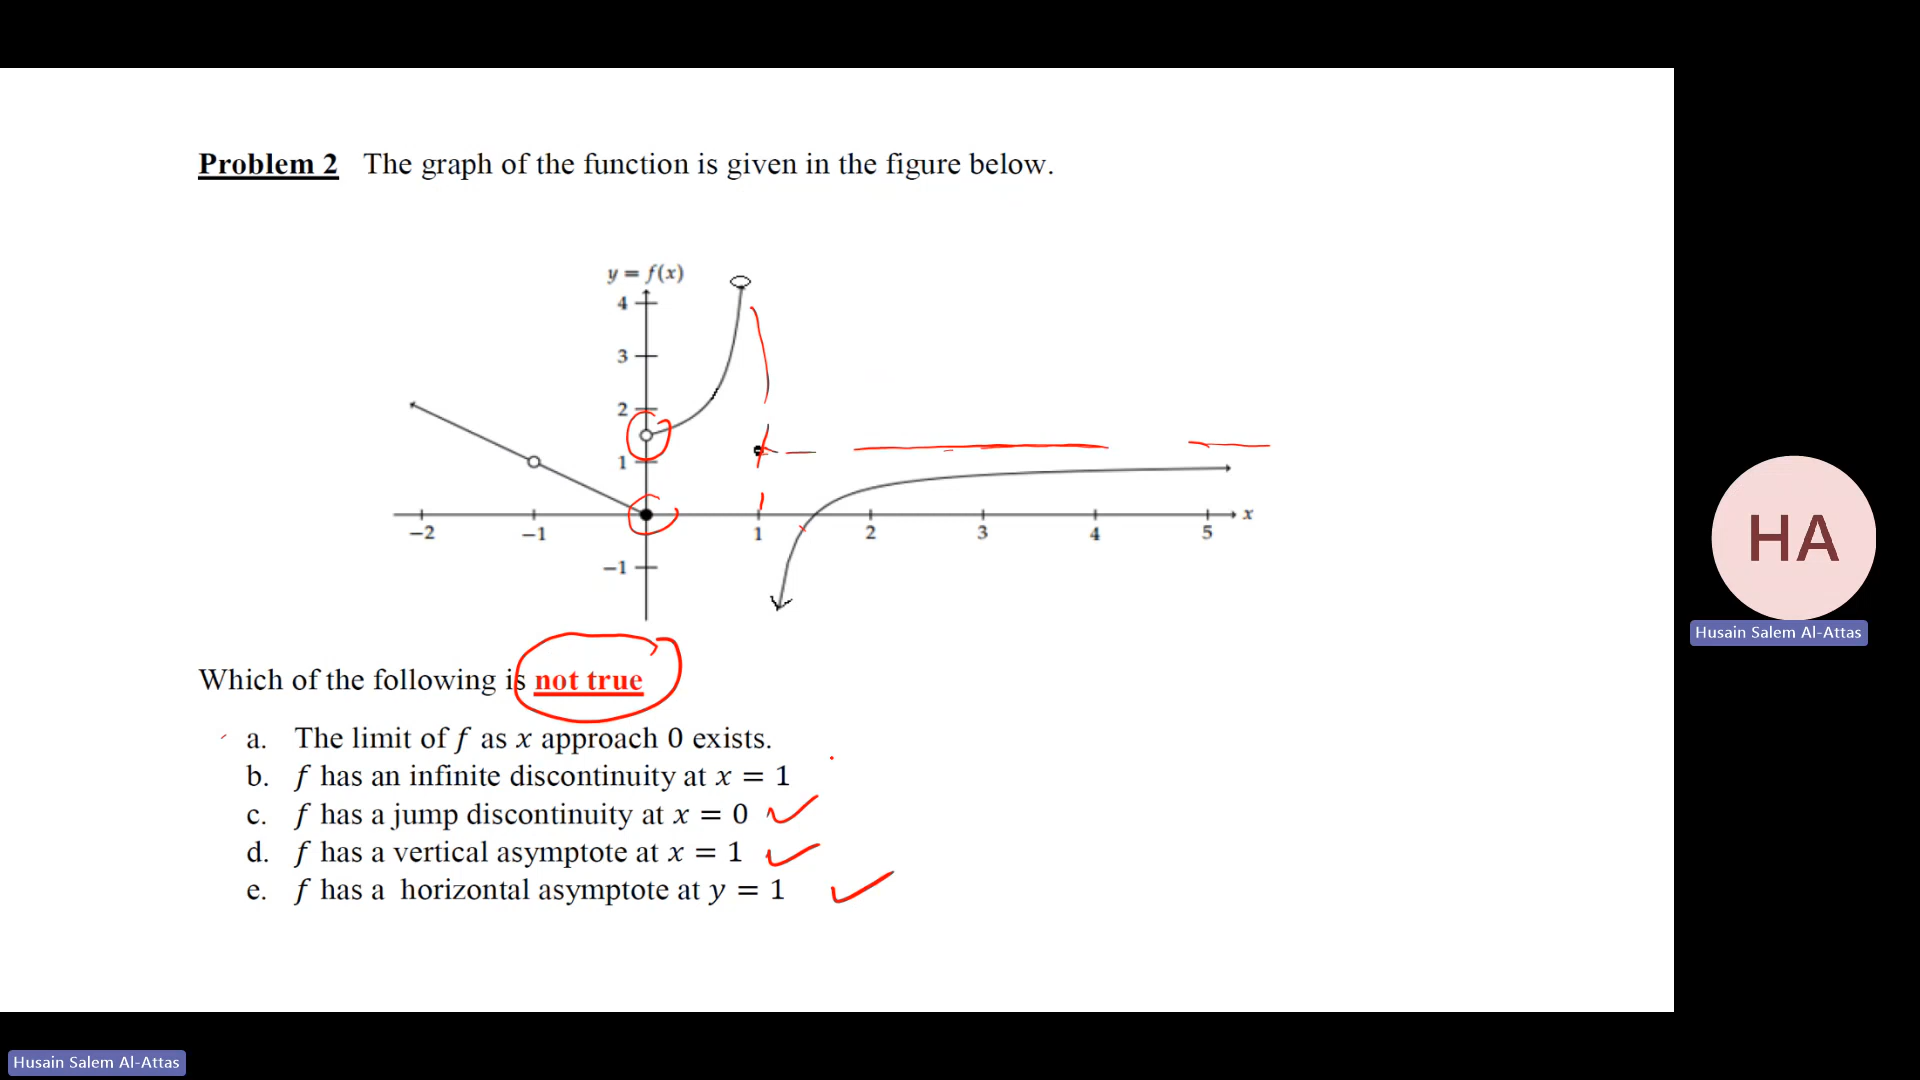 Problem 2 The graph of the function is given in the figure below.
y = f(x)
4
3
2
1
−2 −1 1 2 3 4 5 x
−1
Which of the following is not true
a. The limit of f as x approach 0 exists.
b. f has an infinite discontinuity at x = 1
c. f has a jump discontinuity at x = 0
d. f has a vertical asymptote at x = 1
e. f has a horizontal asymptote at y = 1
HA
Husain Salem Al-Attas
Husain Salem Al-Attas